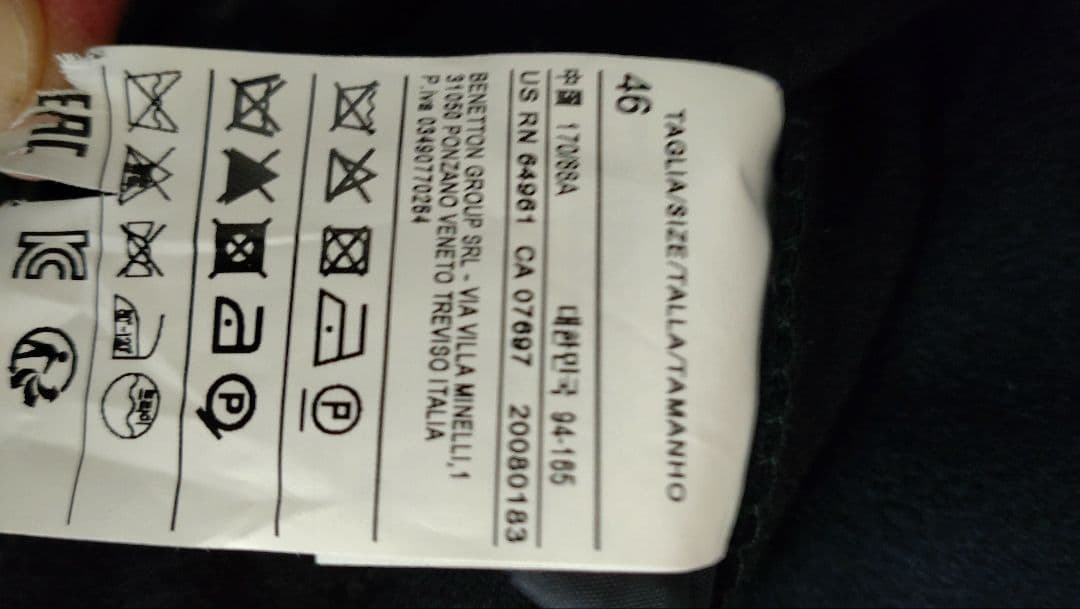 TAGLIA/SIZE/TALLA/TAMANHO
46
中国 170/88A 대한민국 94-165
US RN 64961 CA 07697 20080183
BENETTON GROUP SRL - VIA VILLA MINELLI,1
31050 PONZANO VENETO TREVISO ITALIA
P.Iva 03490770264
P
P
EAC